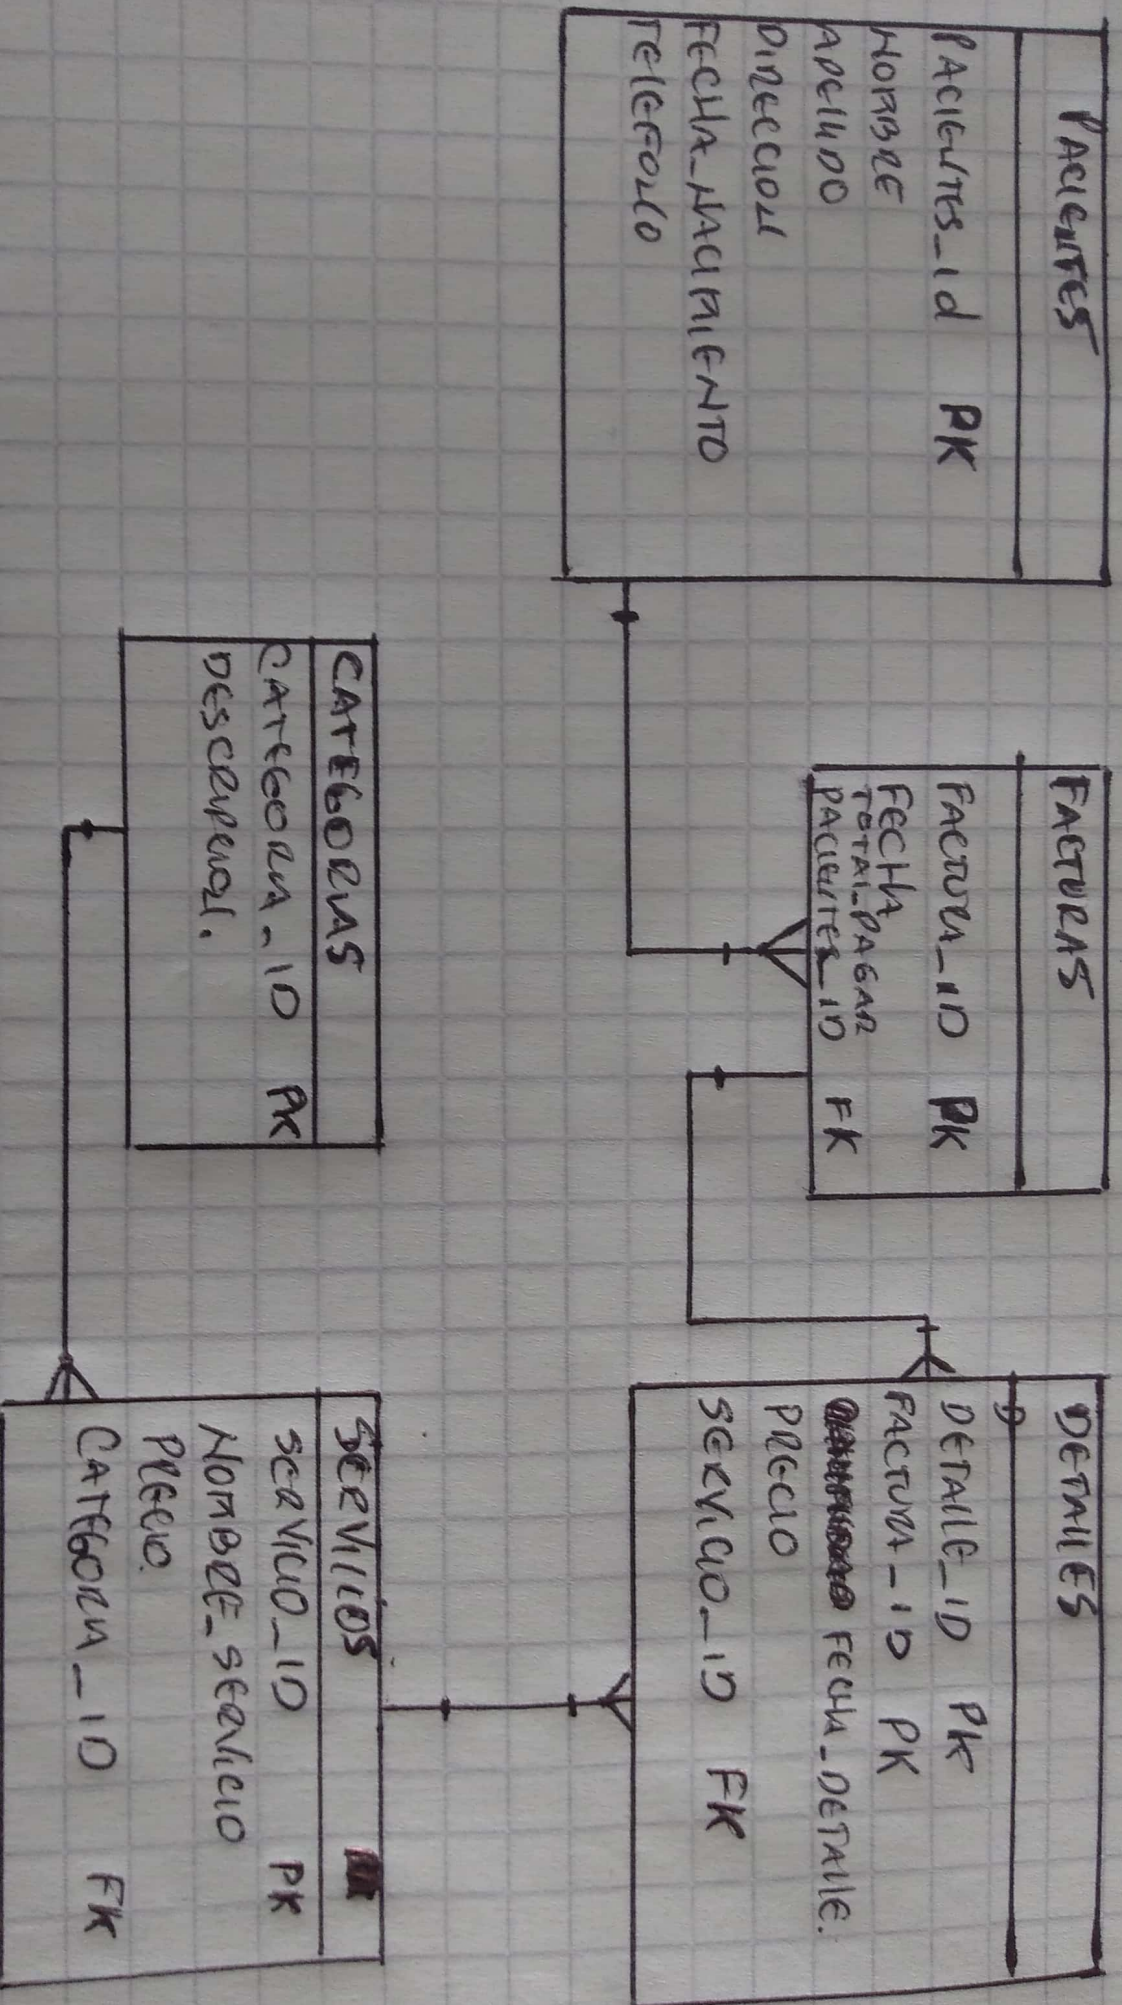 PACIENTES
PACIENTES_id PK
NOMBRE
APELLIDO
DIRECCION
FECHA_NACIMIENTO
TELEFONO
FACTURAS
FACTURA_ID PK
FECHA
TOTAL_PAGAR
PACIENTES_ID FK
DETALLES
DETALLE_ID PK
FACTURA_ID PK
FECHA_DETALLE.
PRECIO
SERVICIO_ID FK
CATEGORIAS
CATEGORIA_ID PK
DESCRIPCION.
SERVICIOS
SERVICIO_ID PK
NOMBRE_SERVICIO
PRECIO.
CATEGORIA_ID FK